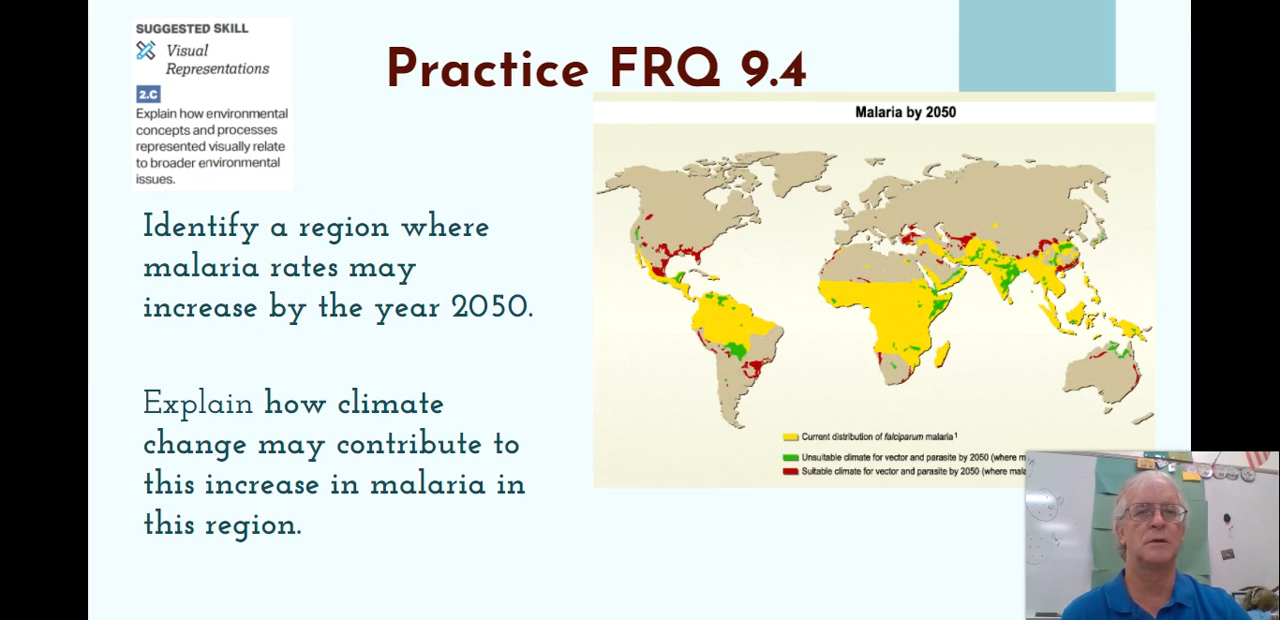 SUGGESTED SKILL
Visual
Representations
2.C
Explain how environmental
concepts and processes
represented visually relate
to broader environmental
issues.
Practice FRQ 9.4
Identify a region where
malaria rates may
increase by the year 2050.
Explain how climate
change may contribute to
this increase in malaria in
this region.
Malaria by 2050
Current distribution of falciparum malaria 1
Unsuitable climate for vector and parasite by 2050 (where
Suitable climate for vector and parasite by 2050 (where